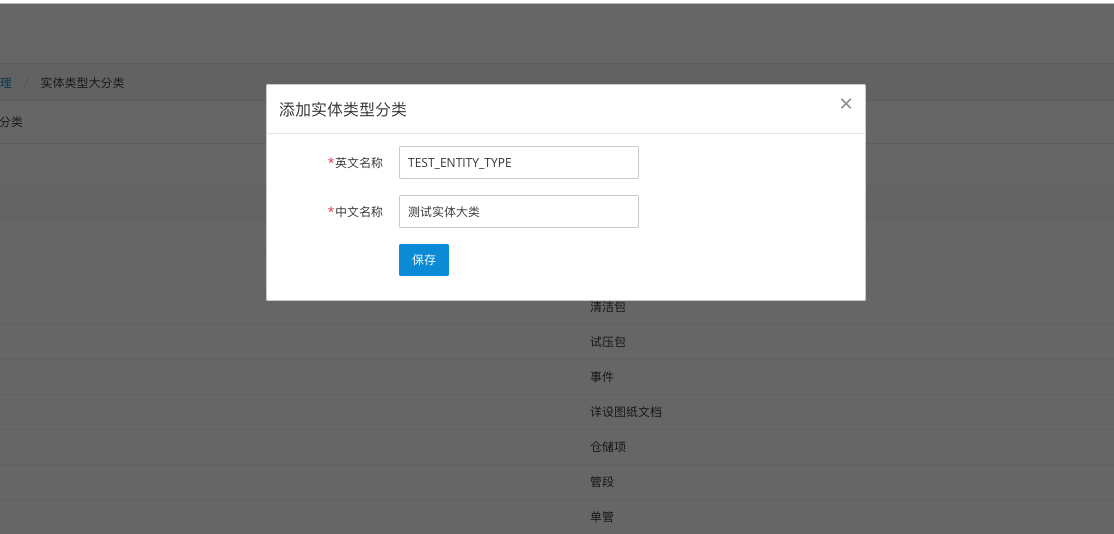 理 / 实体类型大分类
分类
添加实体类型分类
*英文名称 TEST_ENTITY_TYPE
*中文名称 测试实体大类
保存
清洁包
试压包
事件
详设图纸文档
仓储项
管段
单管